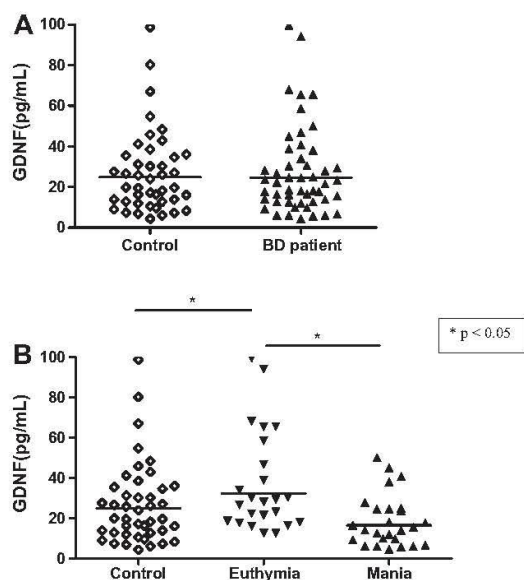 A
GDNF(pg/mL)
100
80
60
40
20
0
Control BD patient
*
*
* p < 0.05
B
GDNF(pg/mL)
100
80
60
40
20
0
Control Euthymia Mania